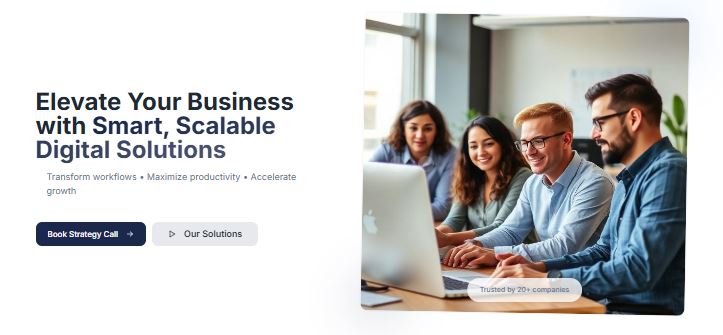 Elevate Your Business
with Smart, Scalable
Digital Solutions
Transform workflows • Maximize productivity • Accelerate
growth
Book Strategy Call →
Our Solutions
Trusted by 20+ companies